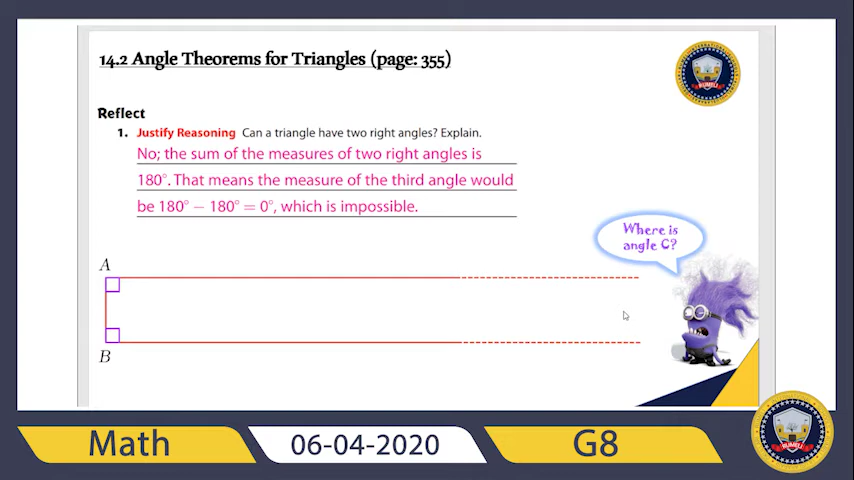 14.2 Angle Theorems for Triangles (page: 355)
Reflect
1. Justify Reasoning Can a triangle have two right angles? Explain.
No; the sum of the measures of two right angles is
180°. That means the measure of the third angle would
be 180° − 180° = 0°, which is impossible.
Where is
angle C?
A
B
Math
06-04-2020
G8
RUMELI
RUMELI